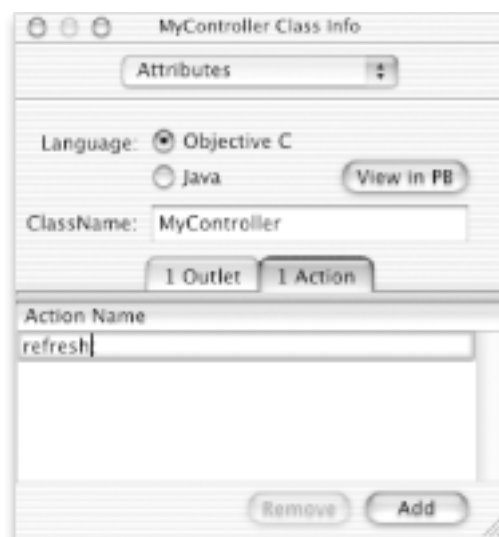 MyController Class Info
Attributes
Language: Objective C
Java View in PB
ClassName: MyController
1 Outlet 1 Action
Action Name
refresh
Remove Add